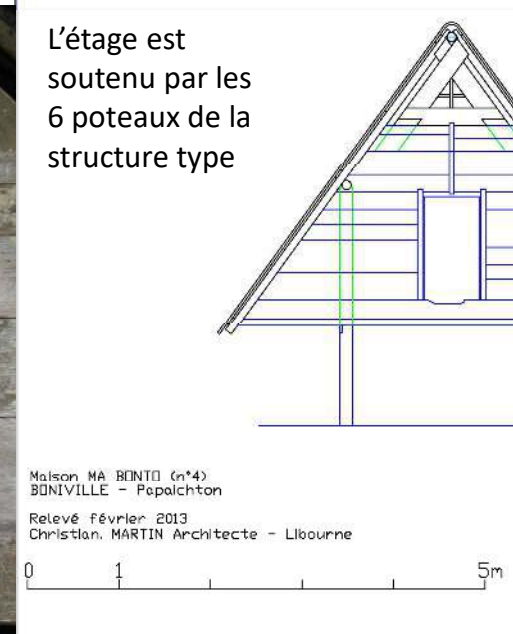 L’étage est
soutenu par les
6 poteaux de la
structure type
Maison MA BONTO (n°4)
BONIVILLE - Papaichton
Relevé février 2013
Christian. MARTIN Architecte - Libourne
0 1 5m